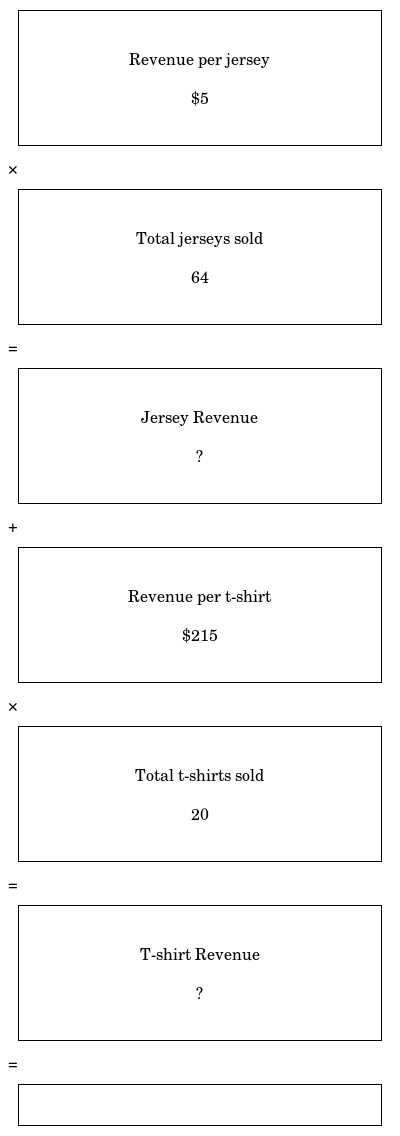 Revenue per jersey
$5
×
Total jerseys sold
64
=
Jersey Revenue
?
+
Revenue per t-shirt
$215
×
Total t-shirts sold
20
=
T-shirt Revenue
?
=